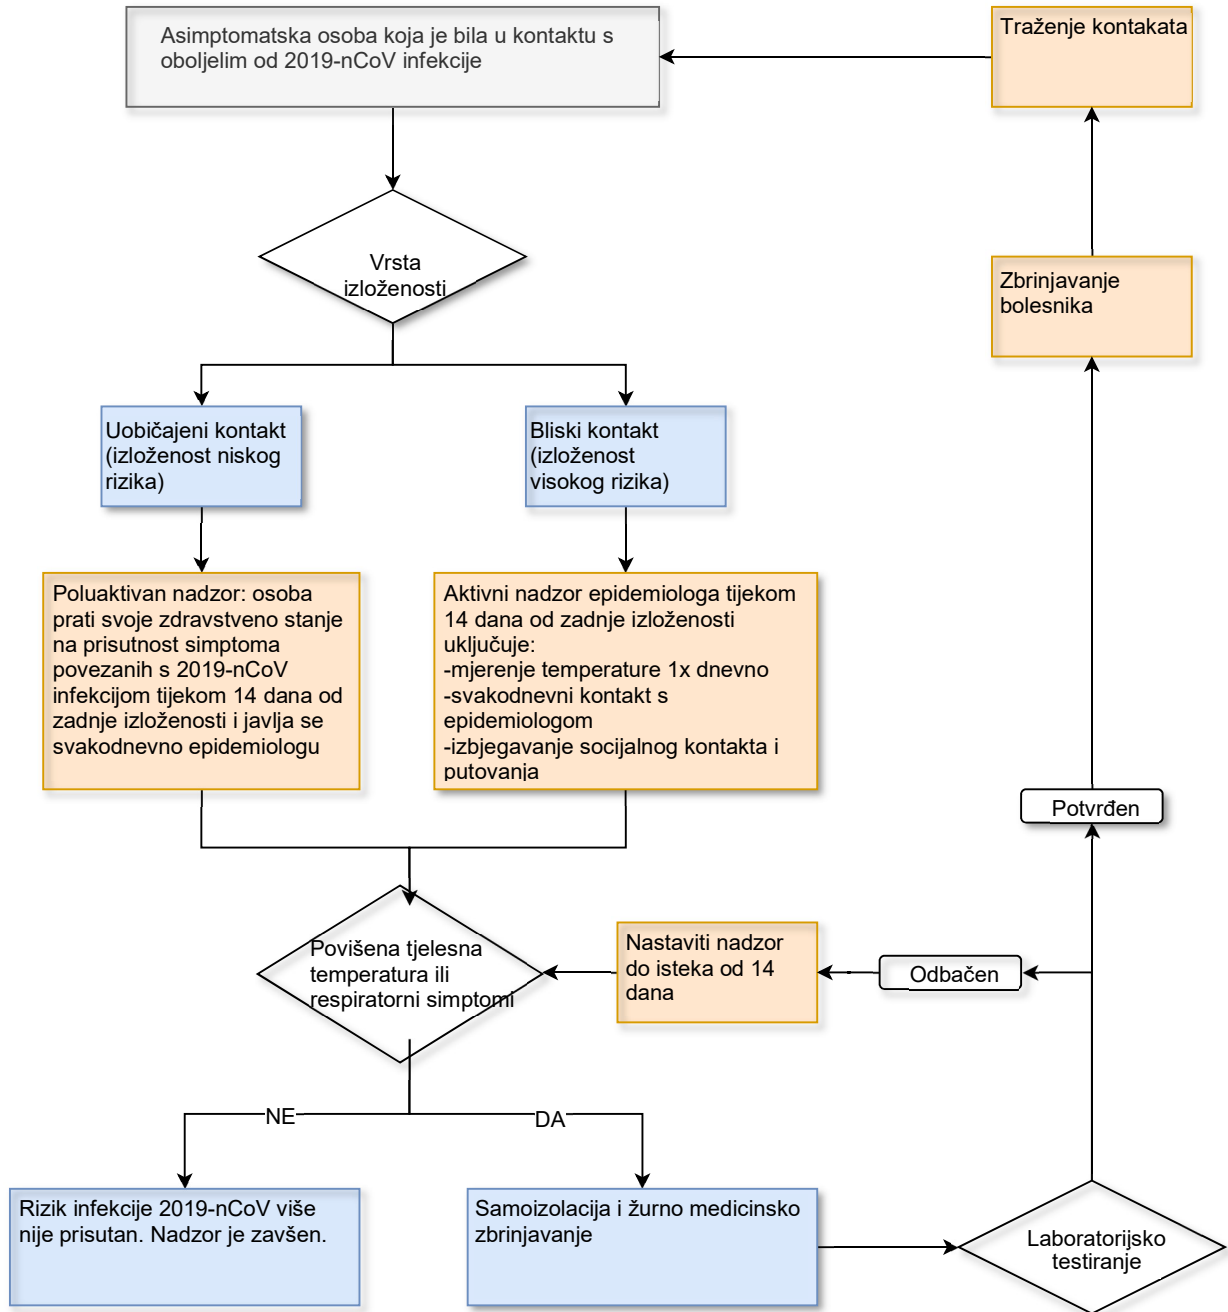 Asimptomatska osoba koja je bila u kontaktu s
oboljelim od 2019-nCoV infekcije
Traženje kontakata
Vrsta
izloženosti
Zbrinjavanje
bolesnika
Uobičajeni kontakt
(izloženost niskog
rizika)
Bliski kontakt
(izloženost
visokog rizika)
Poluaktivan nadzor: osoba
prati svoje zdravstveno stanje
na prisutnost simptoma
povezanih s 2019-nCoV
infekcijom tijekom 14 dana od
zadnje izloženosti i javlja se
svakodnevno epidemiologu
Aktivni nadzor epidemiologa tijekom
14 dana od zadnje izloženosti
uključuje:
-mjerenje temperature 1x dnevno
-svakodnevni kontakt s
epidemiologom
-izbjegavanje socijalnog kontakta i
putovanja
Potvrđen
Povišena tjelesna
temperatura ili
respiratorni simptomi
Nastaviti nadzor
do isteka od 14
dana
Odbačen
NE
DA
Rizik infekcije 2019-nCoV više
nije prisutan. Nadzor je zavšen.
Samoizolacija i žurno medicinsko
zbrinjavanje
Laboratorijsko
testiranje